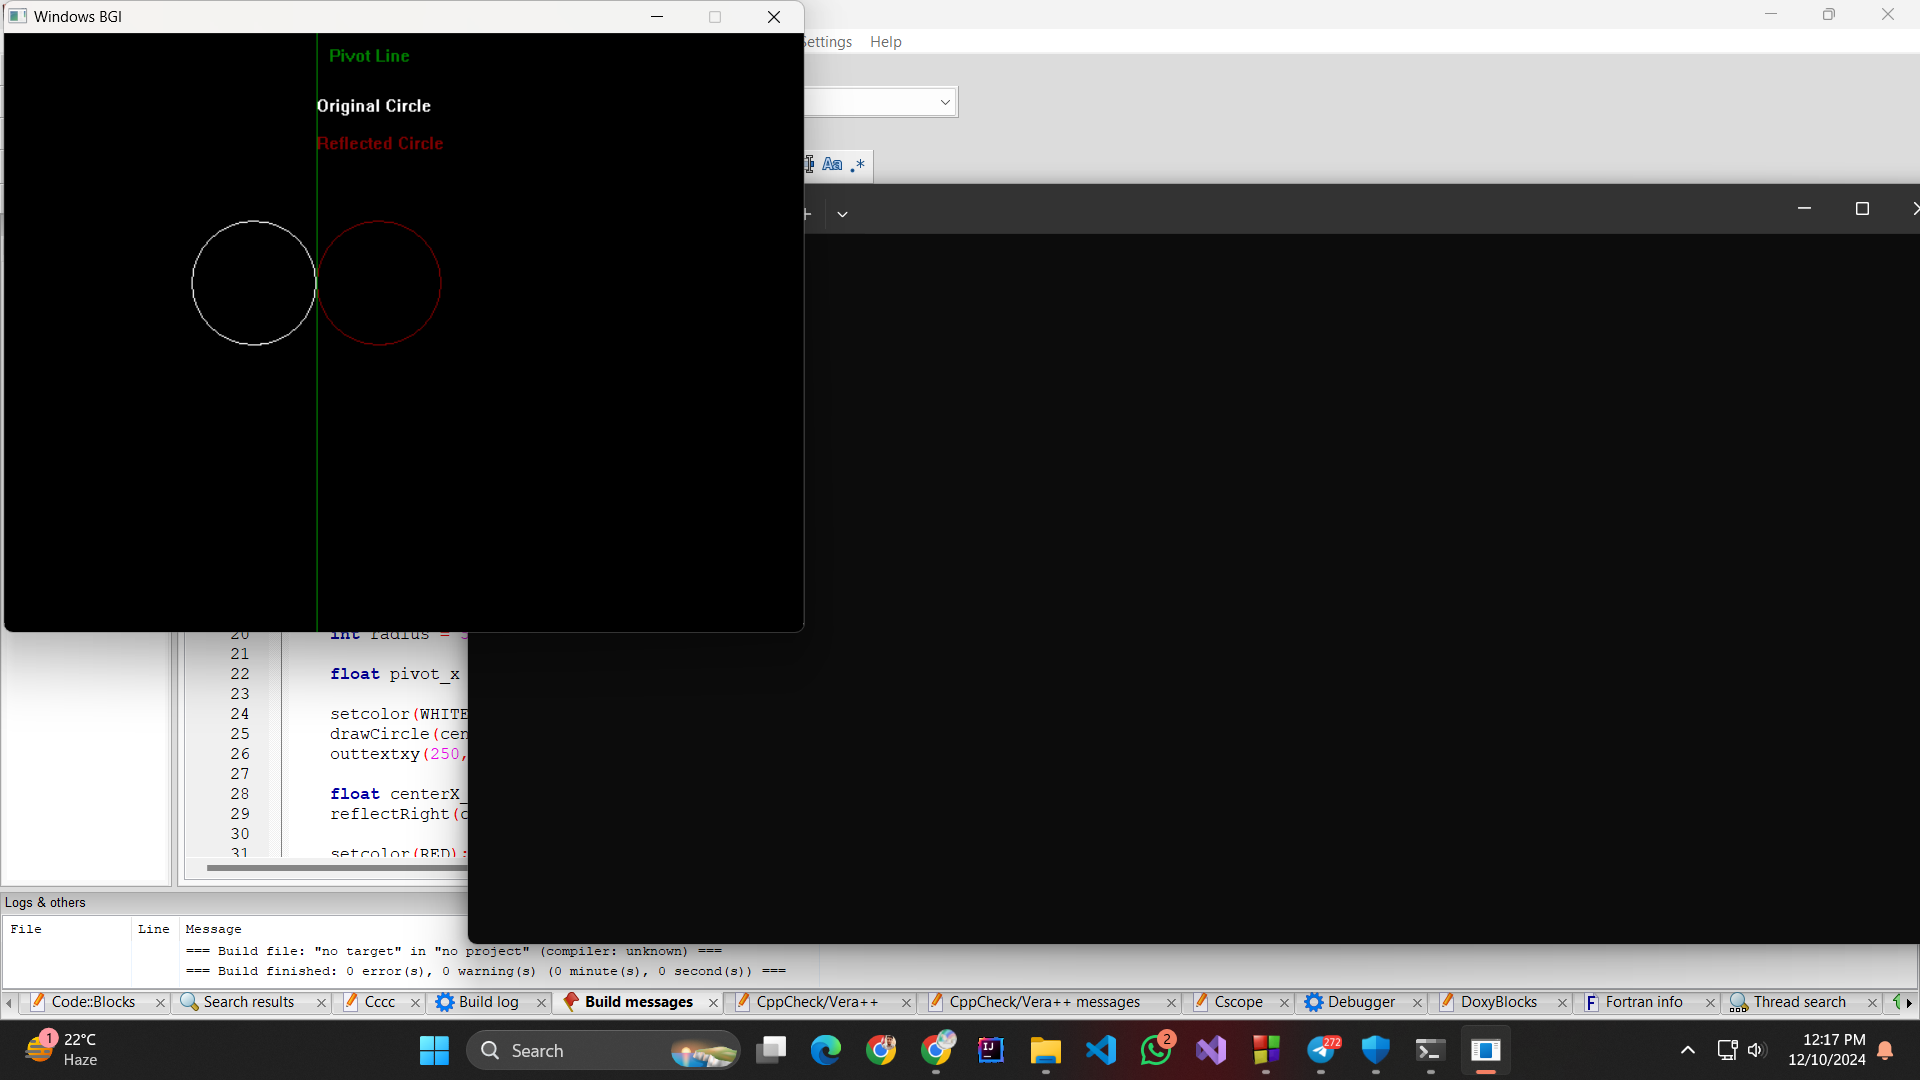 Windows BGI
Settings Help
Pivot Line
Original Circle
Reflected Circle
Aa .*
20 int radius =
21
22 float pivot_x
23
24 setcolor(WHITE
25 drawCircle(cen
26 outtextxy(250,
27
28 float centerX_
29 reflectRight(c
30
31 setcolor(RED);
Logs & others
File Line Message
=== Build file: "no target" in "no project" (compiler: unknown) ===
=== Build finished: 0 error(s), 0 warning(s) (0 minute(s), 0 second(s)) ===
Code::Blocks Search results Cccc Build log Build messages CppCheck/Vera++ CppCheck/Vera++ messages Cscope Debugger DoxyBlocks Fortran info Thread search
1 22°C
Haze
Search
2
272
12:17 PM
12/10/2024